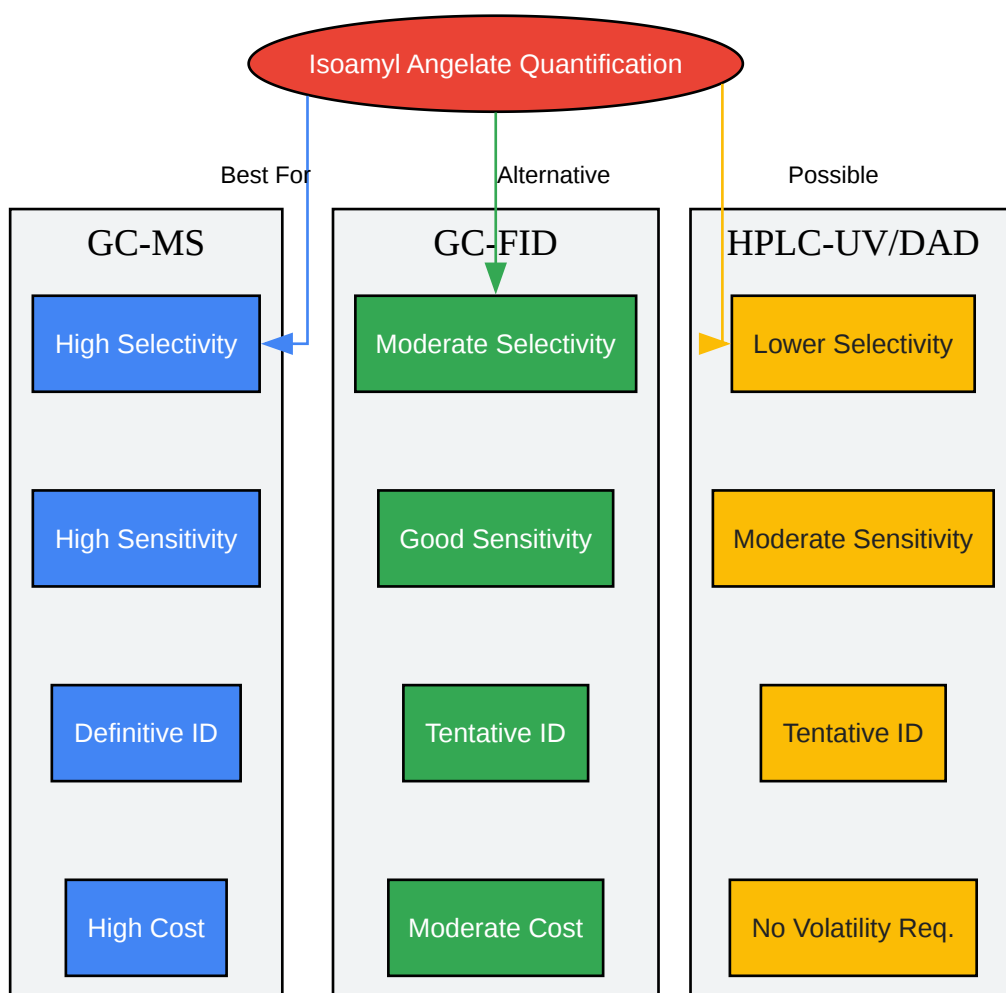 Isoamyl Angelate Quantification
Best For
Alternative
Possible
GC-MS
GC-FID
HPLC-UV/DAD
High Selectivity
Moderate Selectivity
Lower Selectivity
High Sensitivity
Good Sensitivity
Moderate Sensitivity
Definitive ID
Tentative ID
Tentative ID
High Cost
Moderate Cost
No Volatility Req.